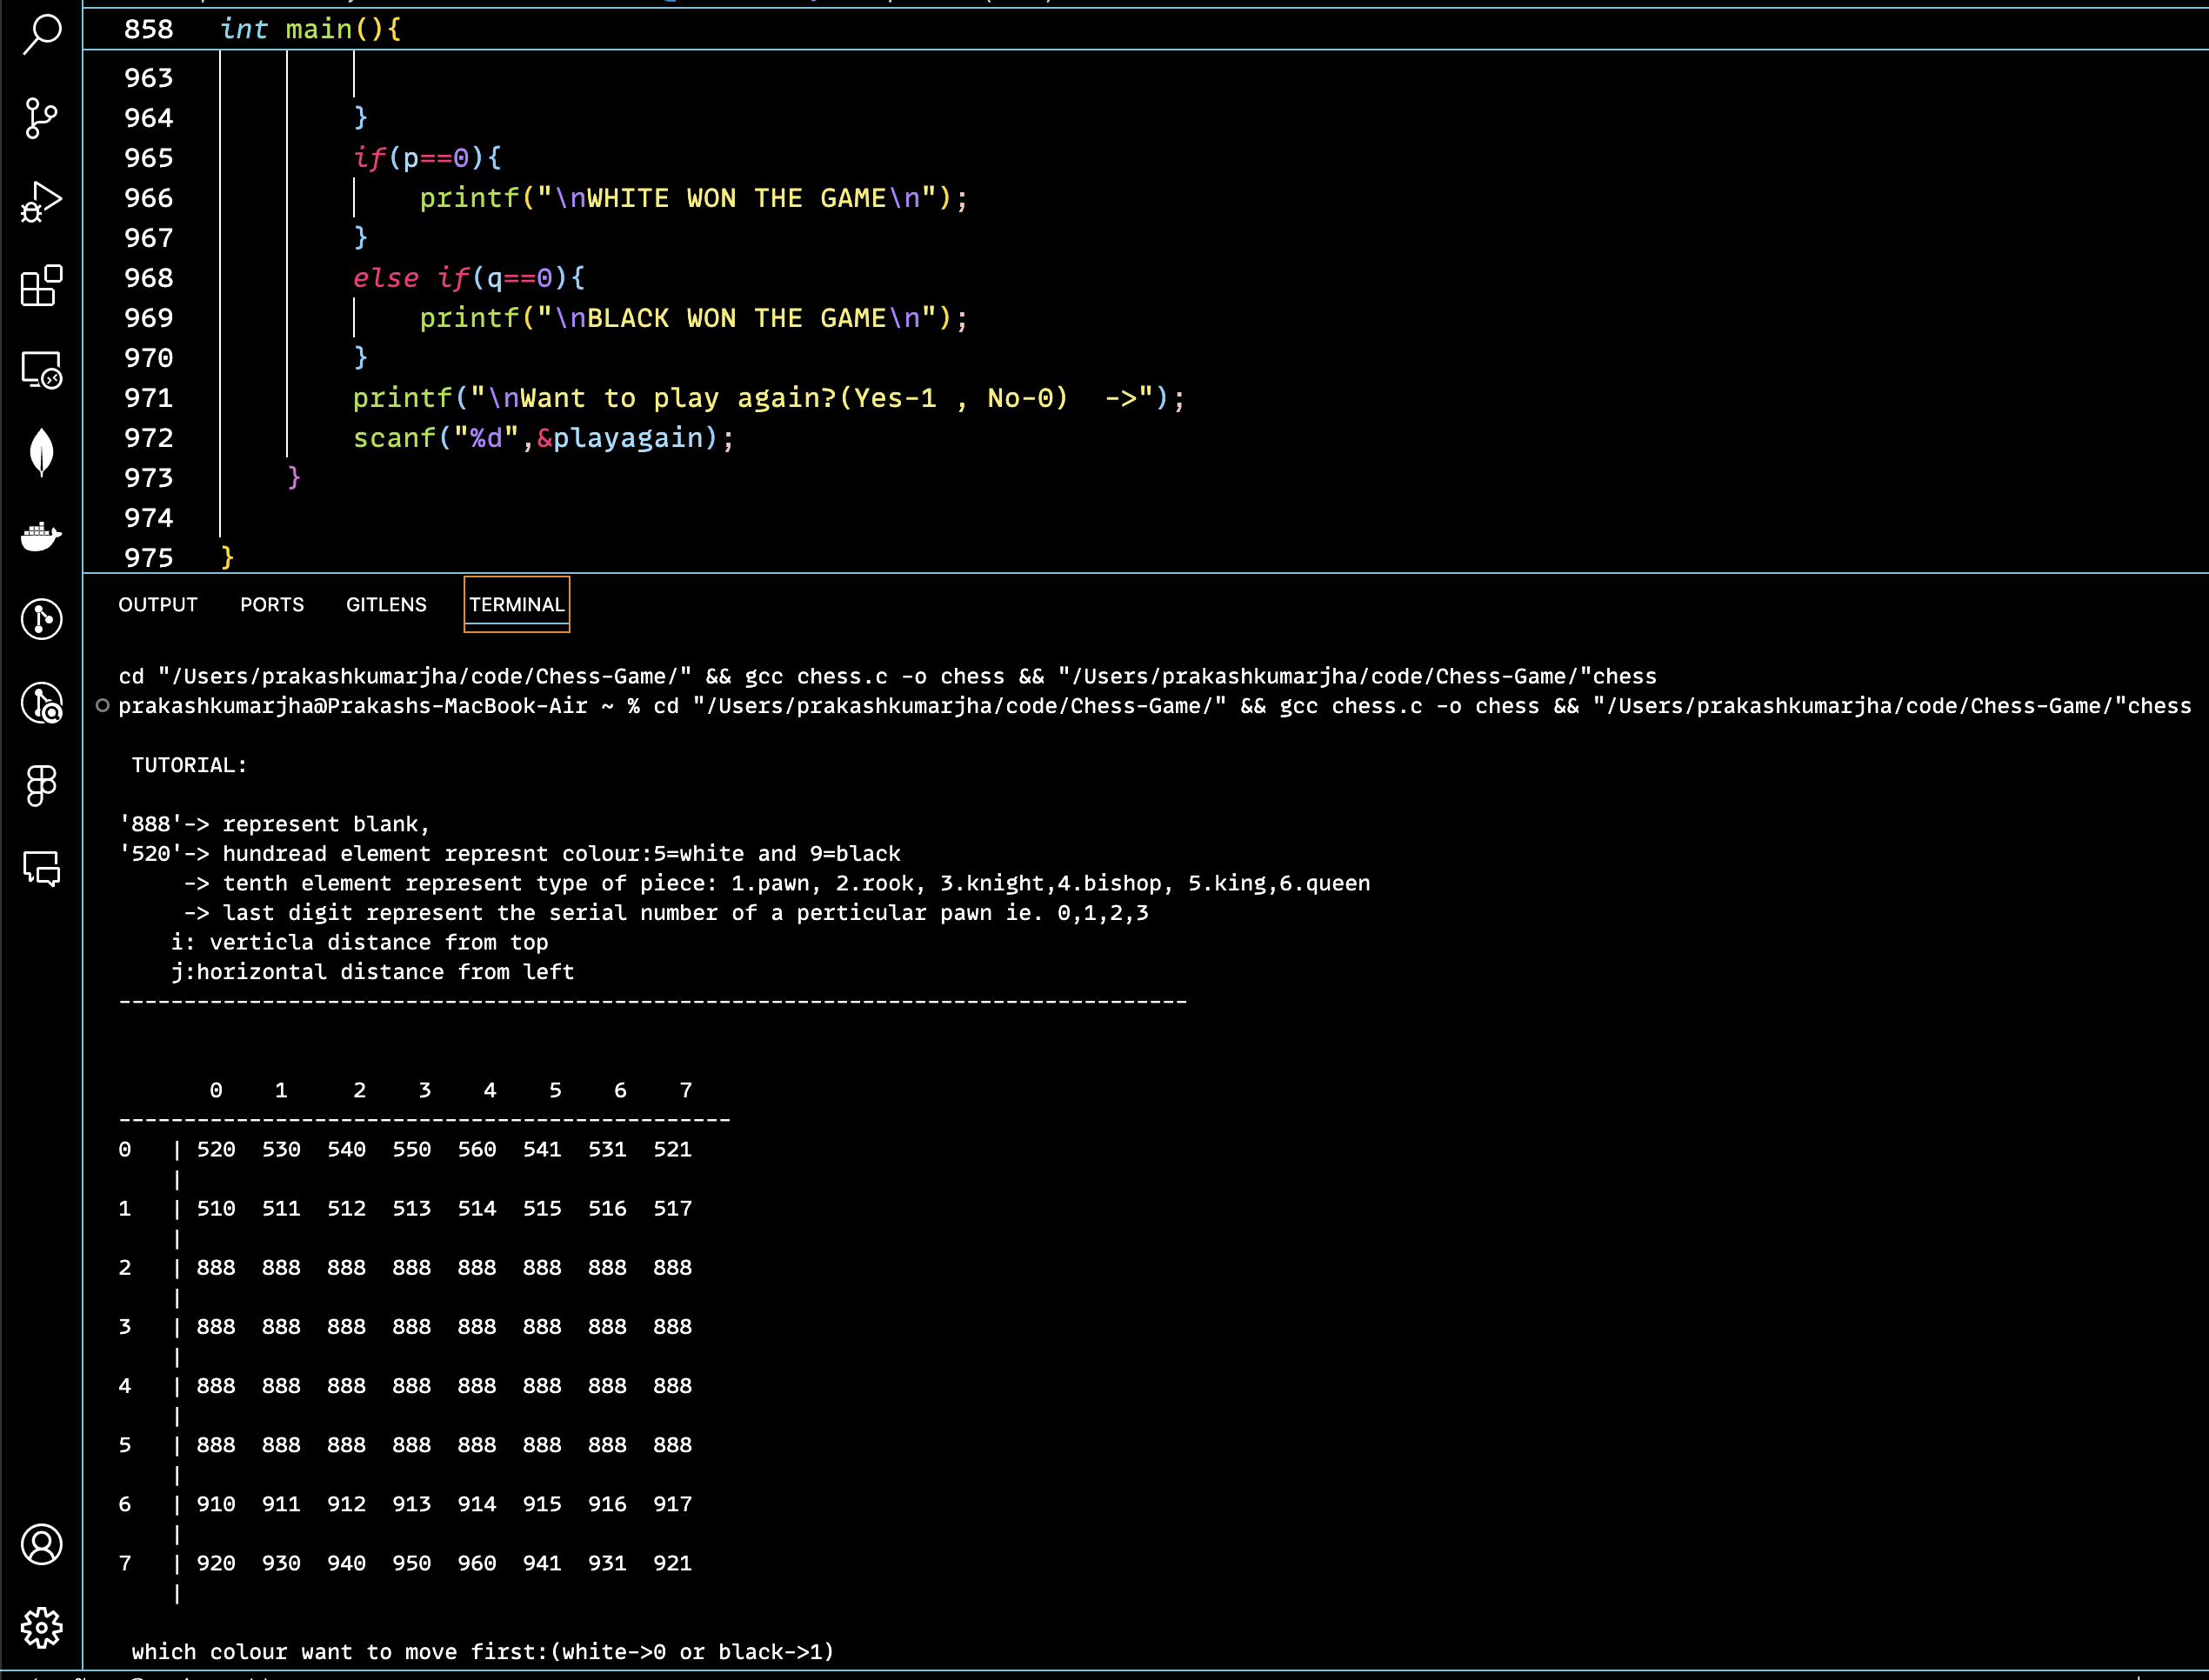 858 int main(){
963
964 }
965 if(p==0){
966 printf("\nWHITE WON THE GAME\n");
967 }
968 else if(q==0){
969 printf("\nBLACK WON THE GAME\n");
970 }
971 printf("\nWant to play again?(Yes-1 , No-0)  ->");
972 scanf("%d",&playagain);
973 }
974
975 }
OUTPUT PORTS GITLENS TERMINAL
cd "/Users/prakashkumarjha/code/Chess-Game/" && gcc chess.c -o chess && "/Users/prakashkumarjha/code/Chess-Game/"chess
prakashkumarjha@Prakashs-MacBook-Air ~ % cd "/Users/prakashkumarjha/code/Chess-Game/" && gcc chess.c -o chess && "/Users/prakashkumarjha/code/Chess-Game/"chess
TUTORIAL:
'888'-> represent blank,
'520'-> hundread element represnt colour:5=white and 9=black
-> tenth element represent type of piece: 1.pawn, 2.rook, 3.knight,4.bishop, 5.king,6.queen
-> last digit represent the serial number of a perticular pawn ie. 0,1,2,3
i: verticla distance from top
j:horizontal distance from left
----------------------------------------------------------------------------------
0 1 2 3 4 5 6 7
-----------------------------------------------
0 | 520 530 540 550 560 541 531 521
|
1 | 510 511 512 513 514 515 516 517
|
2 | 888 888 888 888 888 888 888 888
|
3 | 888 888 888 888 888 888 888 888
|
4 | 888 888 888 888 888 888 888 888
|
5 | 888 888 888 888 888 888 888 888
|
6 | 910 911 912 913 914 915 916 917
|
7 | 920 930 940 950 960 941 931 921
|
which colour want to move first:(white->0 or black->1)